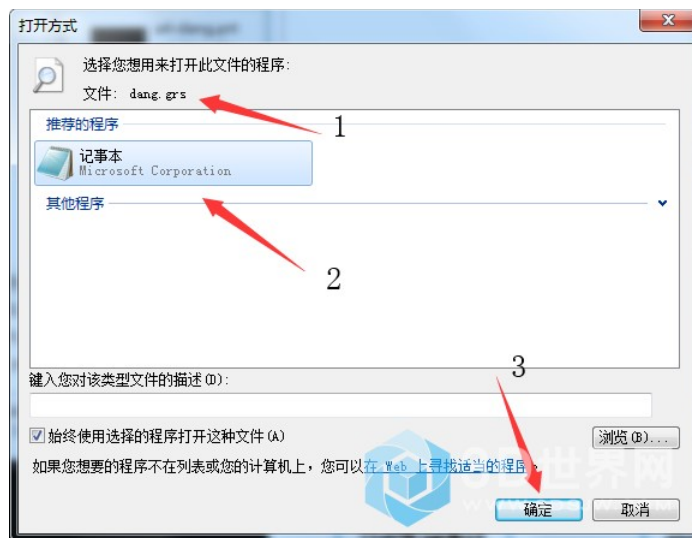 打开方式
选择您想用来打开此文件的程序:
文件: dang.grs
1
推荐的程序
记事本
Microsoft Corporation
其他程序
2
3
键入您对该类型文件的描述(D):
始终使用选择的程序打开这种文件(A)
浏览(B)...
如果您想要的程序不在列表或您的计算机上，您可以在 Web 上寻找适当的程序。
世界网
确定
取消